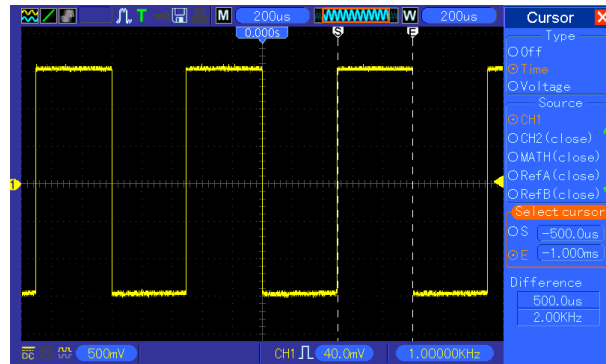 T M 200us W 200us
0.000s
S E
1
DC 500mV CH1 40.0mV 1.00000KHz
Cursor
Type
Off
Time
Voltage
Source
CH1
CH2(close)
MATH(close)
RefA(close)
RefB(close)
Select cursor
S -500.0us
E -1.000ms
Difference
500.0us
2.00KHz